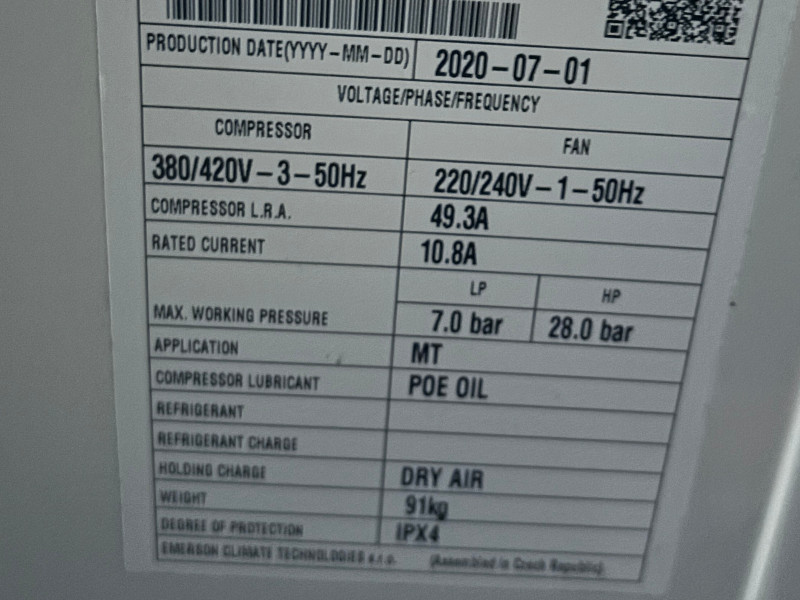 PRODUCTION DATE(YYYY-MM-DD) 2020-07-01
VOLTAGE/PHASE/FREQUENCY
COMPRESSOR FAN
380/420V-3-50Hz 220/240V-1-50Hz
COMPRESSOR L.R.A. 49.3A
RATED CURRENT 10.8A
LP HP
MAX. WORKING PRESSURE 7.0 bar 28.0 bar
APPLICATION MT
COMPRESSOR LUBRICANT POE OIL
REFRIGERANT
REFRIGERANT CHARGE
HOLDING CHARGE DRY AIR
WEIGHT 91kg
DEGREE OF PROTECTION IPX4
EMERSON CLIMATE TECHNOLOGIES s.r.o. (Assembled in Czech Republic)